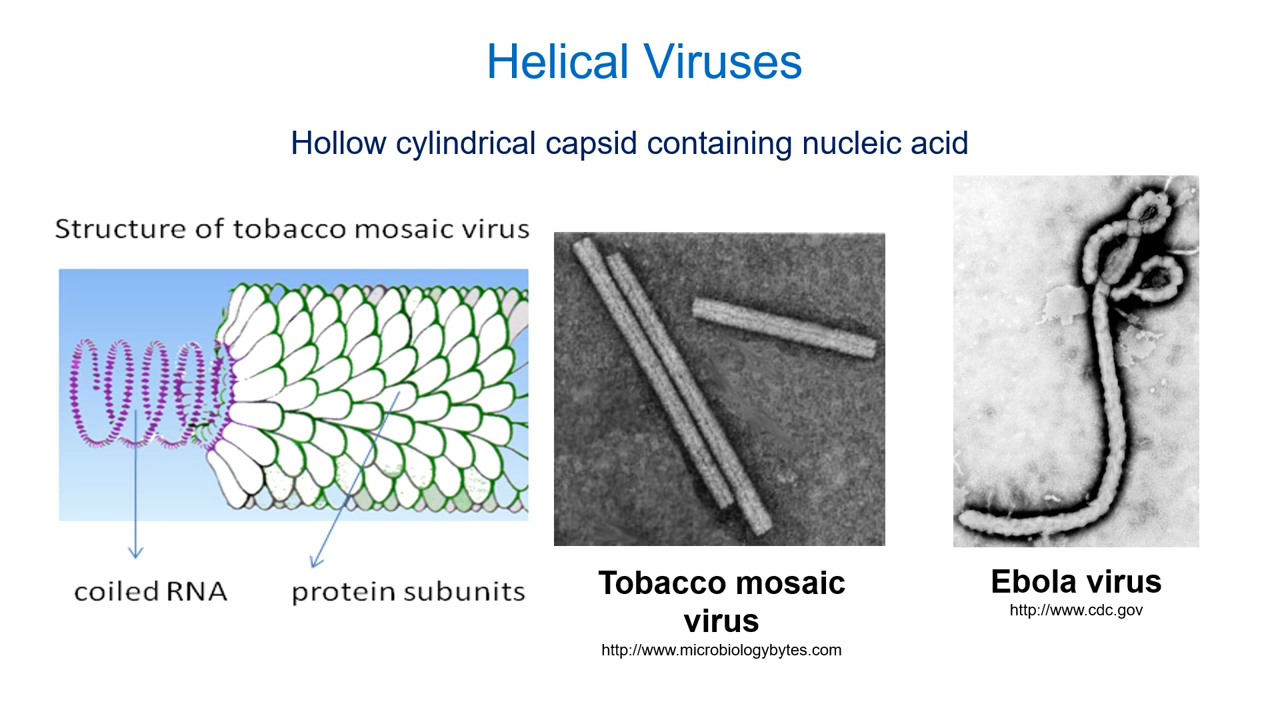 Helical Viruses
Hollow cylindrical capsid containing nucleic acid
Structure of tobacco mosaic virus
coiled RNA
protein subunits
Tobacco mosaic
virus
http://www.microbiologybytes.com
Ebola virus
http://www.cdc.gov